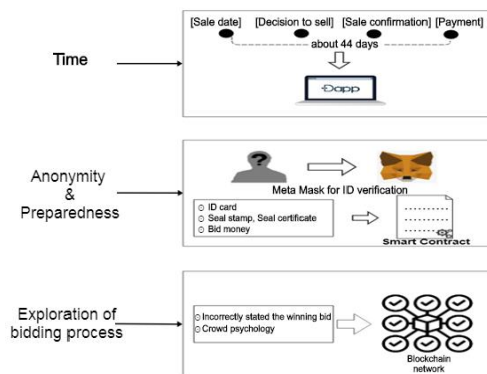 [Sale date] [Decision to sell] [Sale confirmation] [Payment]
about 44 days
Time
Dapp
Meta Mask for ID verification
Anonymity
&
Preparedness
ID card
Seal stamp, Seal certificate
Bid money
Smart Contract
Exploration of
bidding process
Incorrectly stated the winning bid
Crowd psychology
Blockchain
network